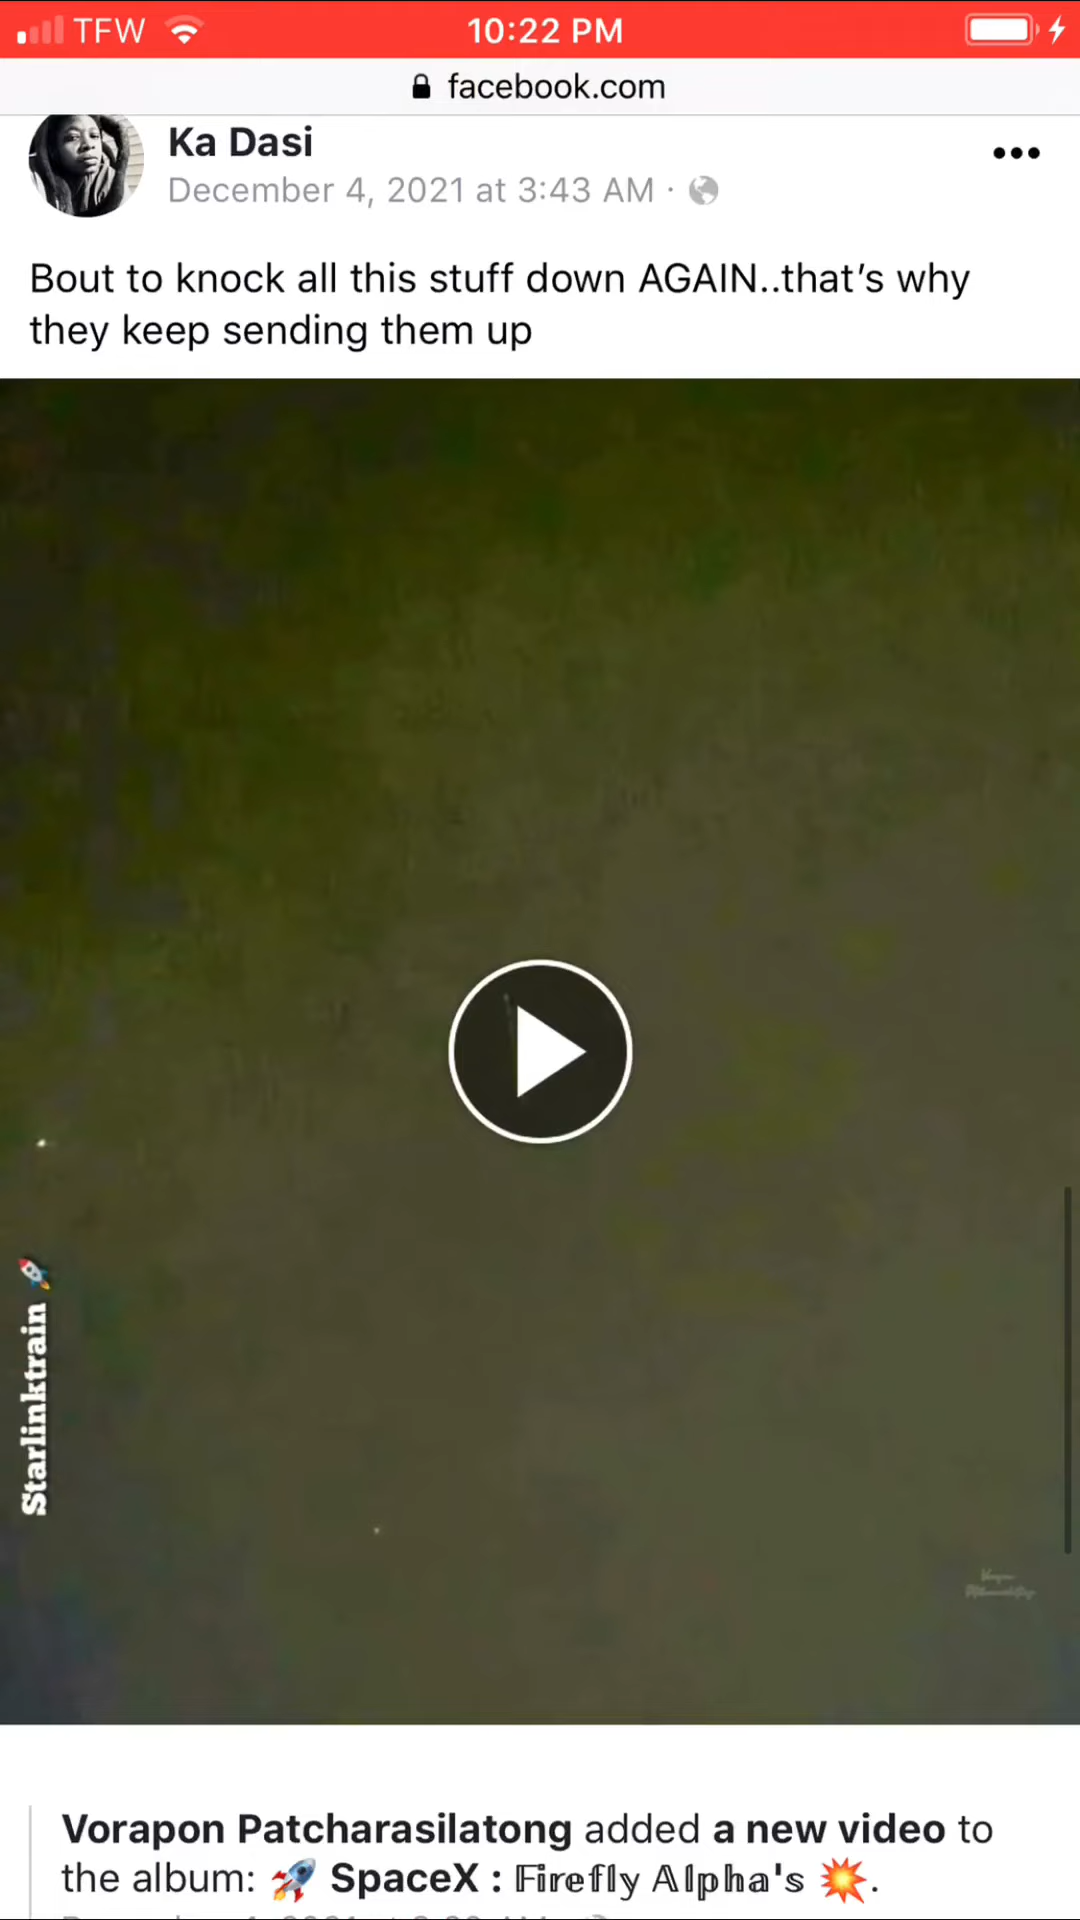 TFW 10:22 PM
facebook.com
Ka Dasi
December 4, 2021 at 3:43 AM ·
Bout to knock all this stuff down AGAIN..that's why
they keep sending them up
Starlinktrain 🚀
Vorapon Patcharasilatong added a new video to
the album: 🚀 SpaceX : 𝔽𝕚𝕣𝕖𝕗𝕝𝕪 𝔸𝕝𝕡𝕙𝕒'𝕤 💥.